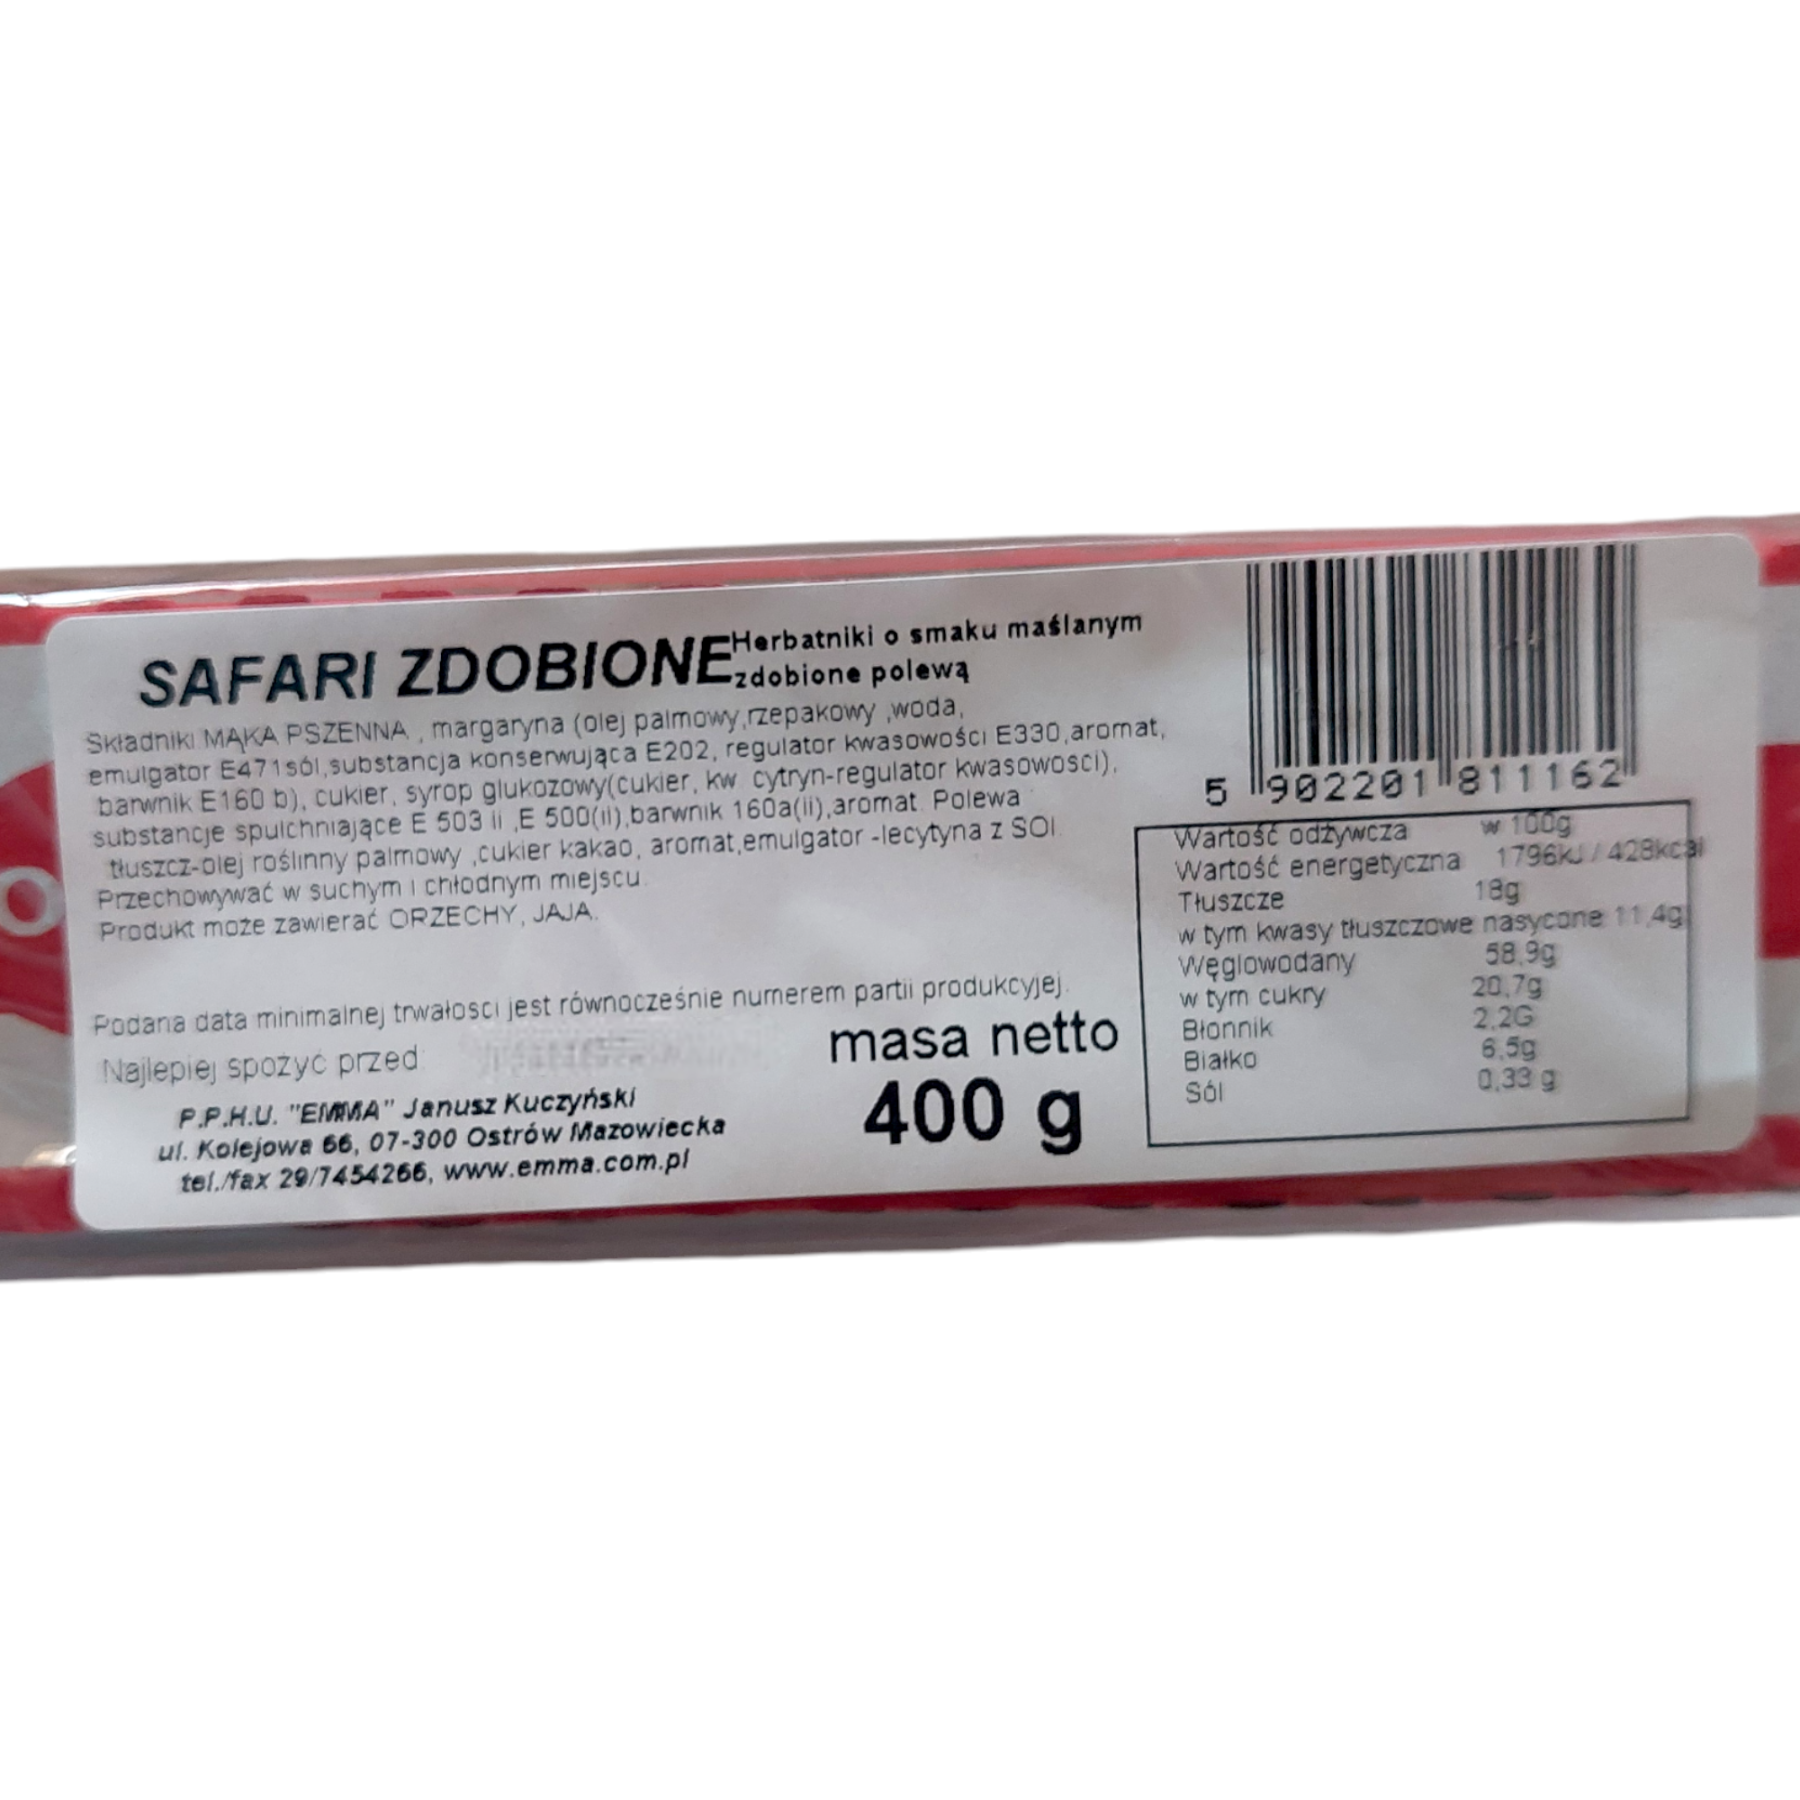 SAFARI ZDOBIONE
Herbatniki o smaku maślanym
zdobione polewą
Składniki MĄKA PSZENNA , margaryna (olej palmowy,rzepakowy ,woda,
emulgator E471sól,substancja konserwująca E202, regulator kwasowości E330,aromat,
barwnik E160 b), cukier, syrop glukozowy(cukier, kw cytryn-regulator kwasowosci),
substancje spulchniające E 503 ii ,E 500(ii),barwnik 160a(ii),aromat. Polewa
tłuszcz-olej roślinny palmowy ,cukier kakao, aromat,emulgator -lecytyna z SOI.
Przechowywać w suchym i chłodnym miejscu.
Produkt może zawierać ORZECHY, JAJA.
Podana data minimalnej trwałosci jest równocześnie numerem partii produkcyjej.
Najlepiej spożyć przed:
P.P.H.U. "EMMA" Janusz Kuczyński
ul. Kolejowa 66, 07-300 Ostrów Mazowiecka
tel./fax 29/7454266, www.emma.com.pl
masa netto
400 g
5 902201 811162
Wartość odżywcza w 100g
Wartość energetyczna 1796kJ / 428kcal
Tłuszcze 18g
w tym kwasy tłuszczowe nasycone 11,4g
Węglowodany 58,9g
w tym cukry 20,7g
Błonnik 2,2G
Białko 6,5g
Sól 0,33 g